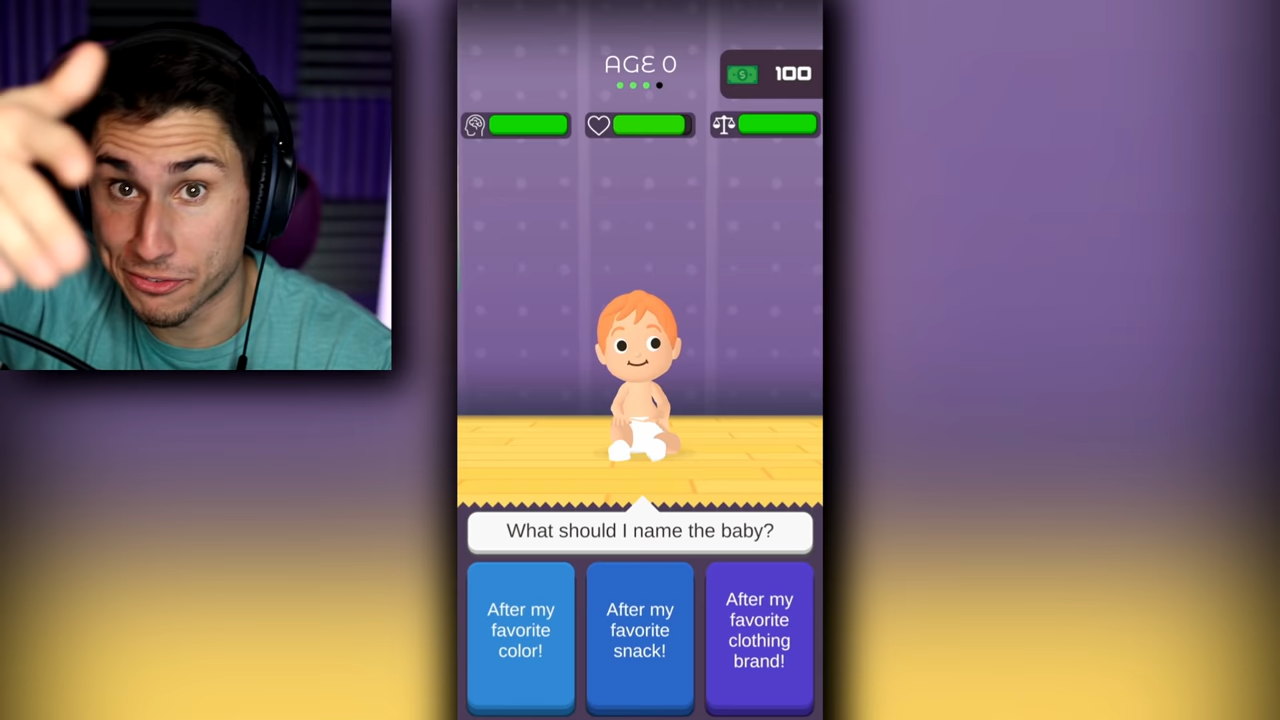 AGE 0
100
What should I name the baby?
After my
favorite
color!
After my
favorite
snack!
After my
favorite
clothing
brand!